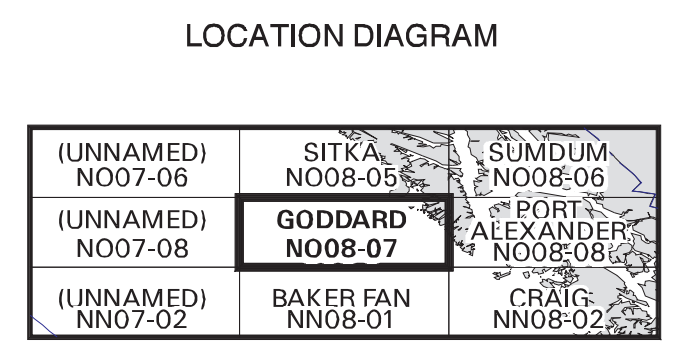 LOCATION DIAGRAM
(UNNAMED)
NO07-06
SITKA
NO08-05
SUMDUM
NO08-06
(UNNAMED)
NO07-08
GODDARD
NO08-07
PORT
ALEXANDER
NO08-08
(UNNAMED)
NN07-02
BAKER FAN
NN08-01
CRAIG
NN08-02